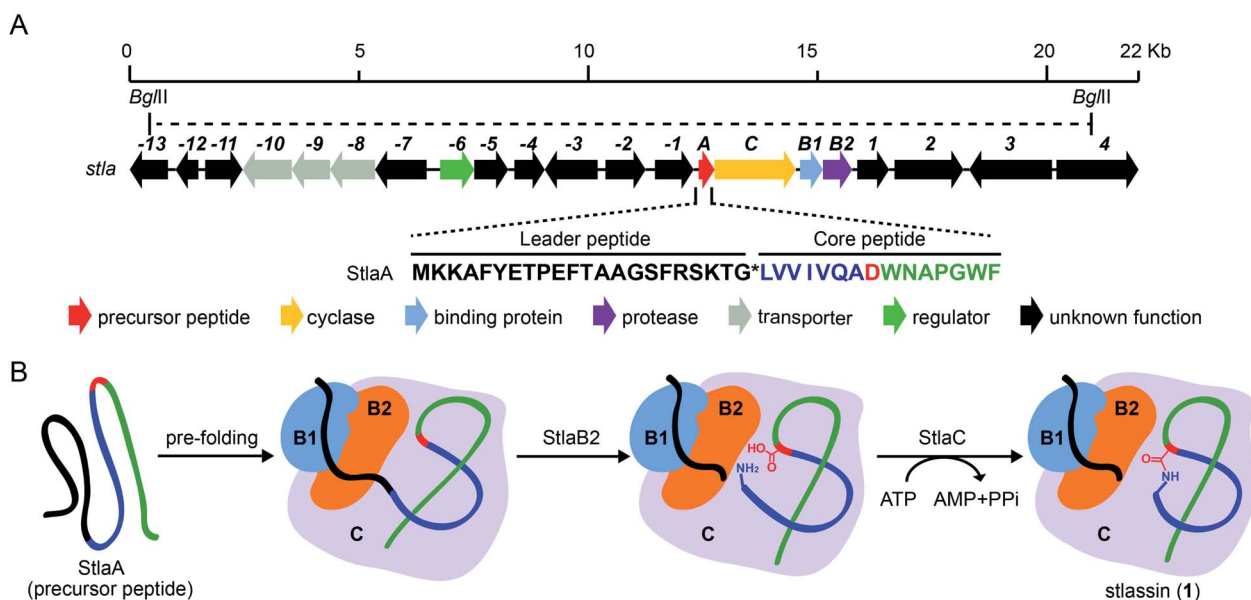 A
0 5 10 15 20 22 Kb
BglII BglII
-13 -12 -11 -10 -9 -8 -7 -6 -5 -4 -3 -2 -1 A C B1 B2 1 2 3 4
stla
Leader peptide Core peptide
StlaA MKKAFYETPEFTAAGSFRSKTG*LVVIVQADWNAPGWF
precursor peptide cyclase binding protein protease transporter regulator unknown function
B
B1 B2 C
B1 B2 C
B1 B2 C
pre-folding StlaB2 StlaC
HO O NH₂
O NH
ATP AMP+PPi
StlaA
(precursor peptide)
stlassin (1)